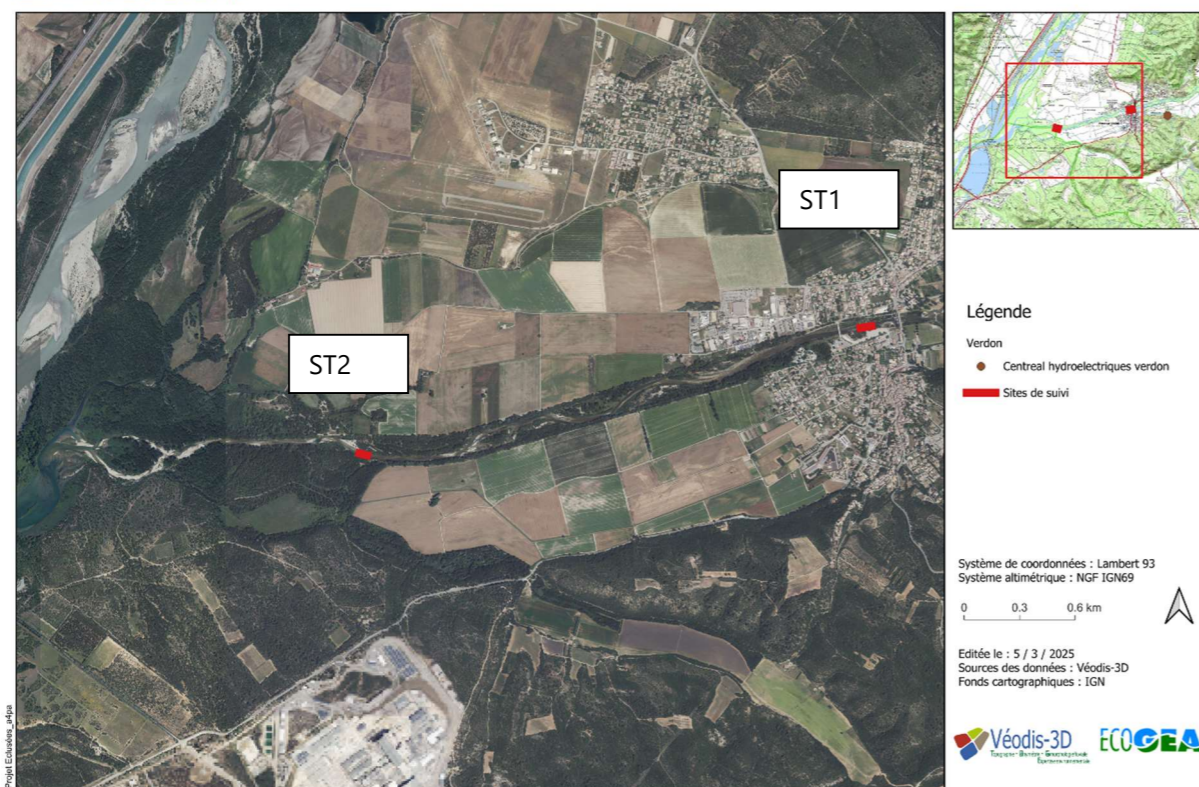 ST1
ST2
Légende
Verdon
Centreal hydroelectriques verdon
Sites de suivi
Système de coordonnées : Lambert 93
Système altimétrique : NGF IGN69
0 0.3 0.6 km
Editée le : 5 / 3 / 2025
Sources des données : Véodis-3D
Fonds cartographiques : IGN
Projet Eclusées_a4pa
Véodis-3D
ECOGEA